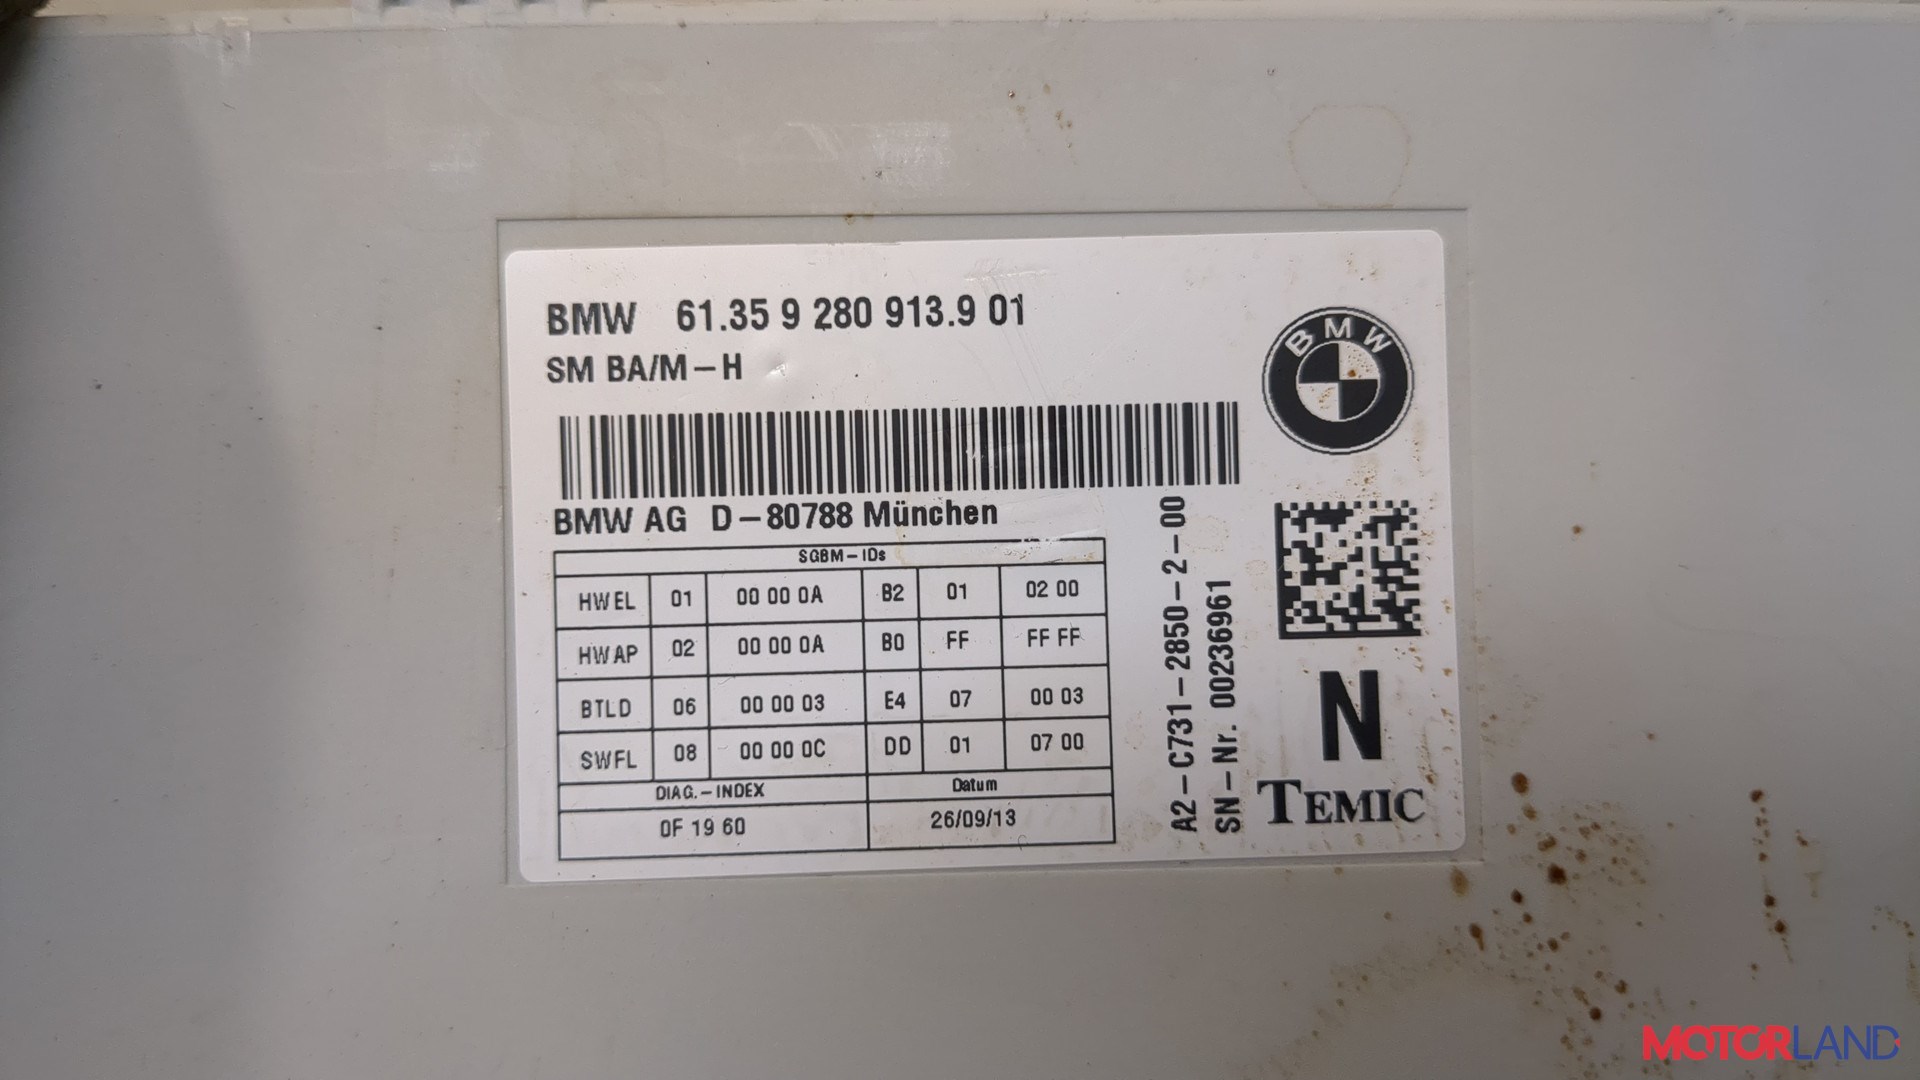 BMW 61.35 9 280 913.9 01
SM BA/M-H
BMW
BMW AG D-80788 München
SGBM-IDs
HWEL 01 00 00 0A B2 01 02 00
HWAP 02 00 00 0A B0 FF FF FF
BTLD 06 00 00 03 E4 07 00 03
SWFL 08 00 00 0C DD 01 07 00
DIAG.-INDEX Datum
0F 19 60 26/09/13
A2-C731-2850-2-00
SN-Nr. 00236961
N
TEMIC
MOTORLAND